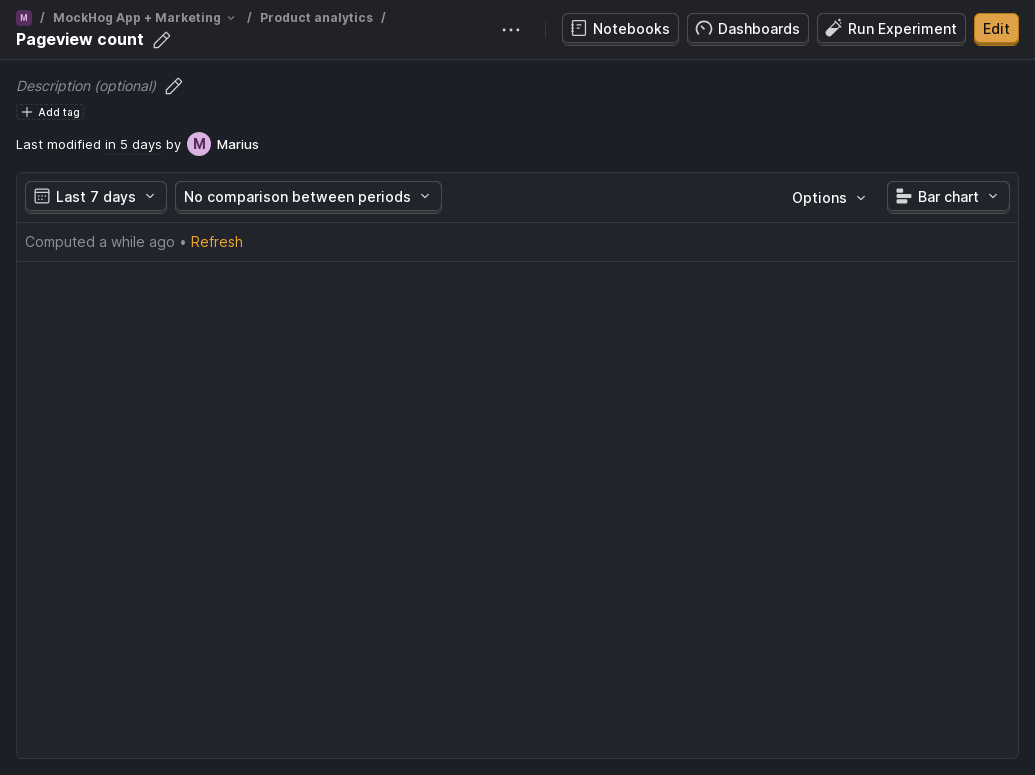 M / MockHog App + Marketing / Product analytics /
Pageview count
Notebooks
Dashboards
Run Experiment
Edit
Description (optional)
Add tag
Last modified in 5 days by M Marius
Last 7 days
No comparison between periods
Options
Bar chart
Computed a while ago • Refresh